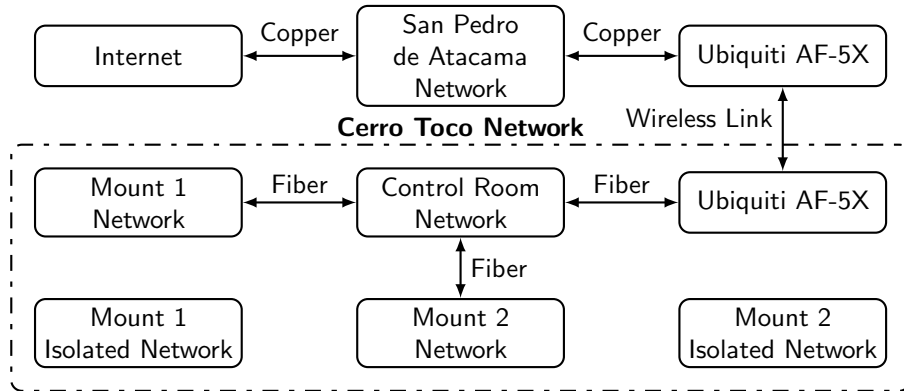 Internet
Copper
San Pedro
de Atacama
Network
Copper
Ubiquiti AF-5X
Wireless Link
Cerro Toco Network
Mount 1
Network
Fiber
Control Room
Network
Fiber
Ubiquiti AF-5X
Fiber
Mount 1
Isolated Network
Mount 2
Network
Mount 2
Isolated Network